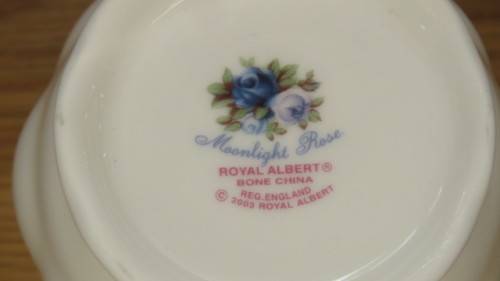 Moonlight Rose
ROYAL ALBERT®
BONE CHINA
REG. ENGLAND
© 2003 ROYAL ALBERT